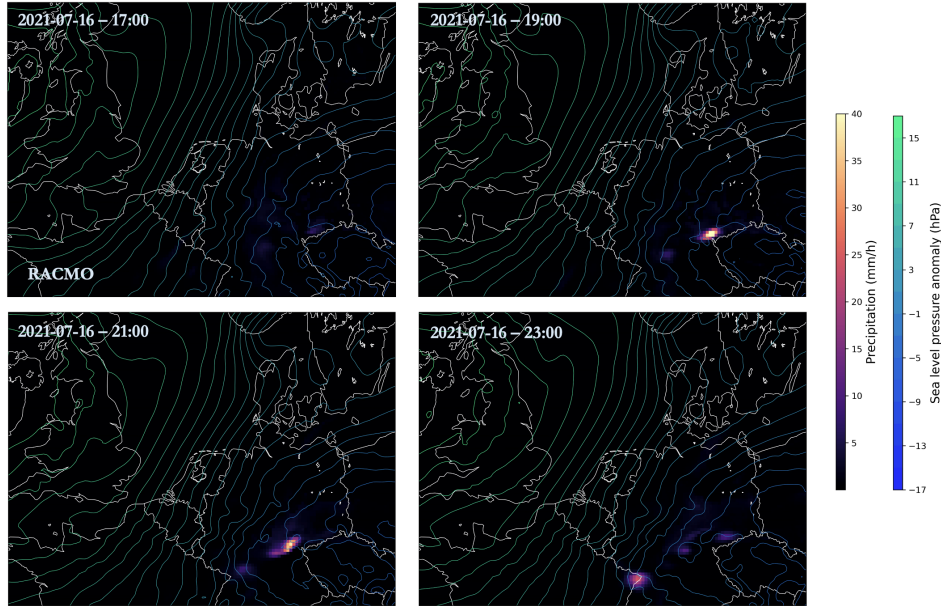 2021-07-16 – 17:00
2021-07-16 – 19:00
RACMO
2021-07-16 – 21:00
2021-07-16 – 23:00
40
35
30
25
20
15
10
5
Precipitation (mm/h)
15
11
7
3
−1
−5
−9
−13
−17
Sea level pressure anomaly (hPa)